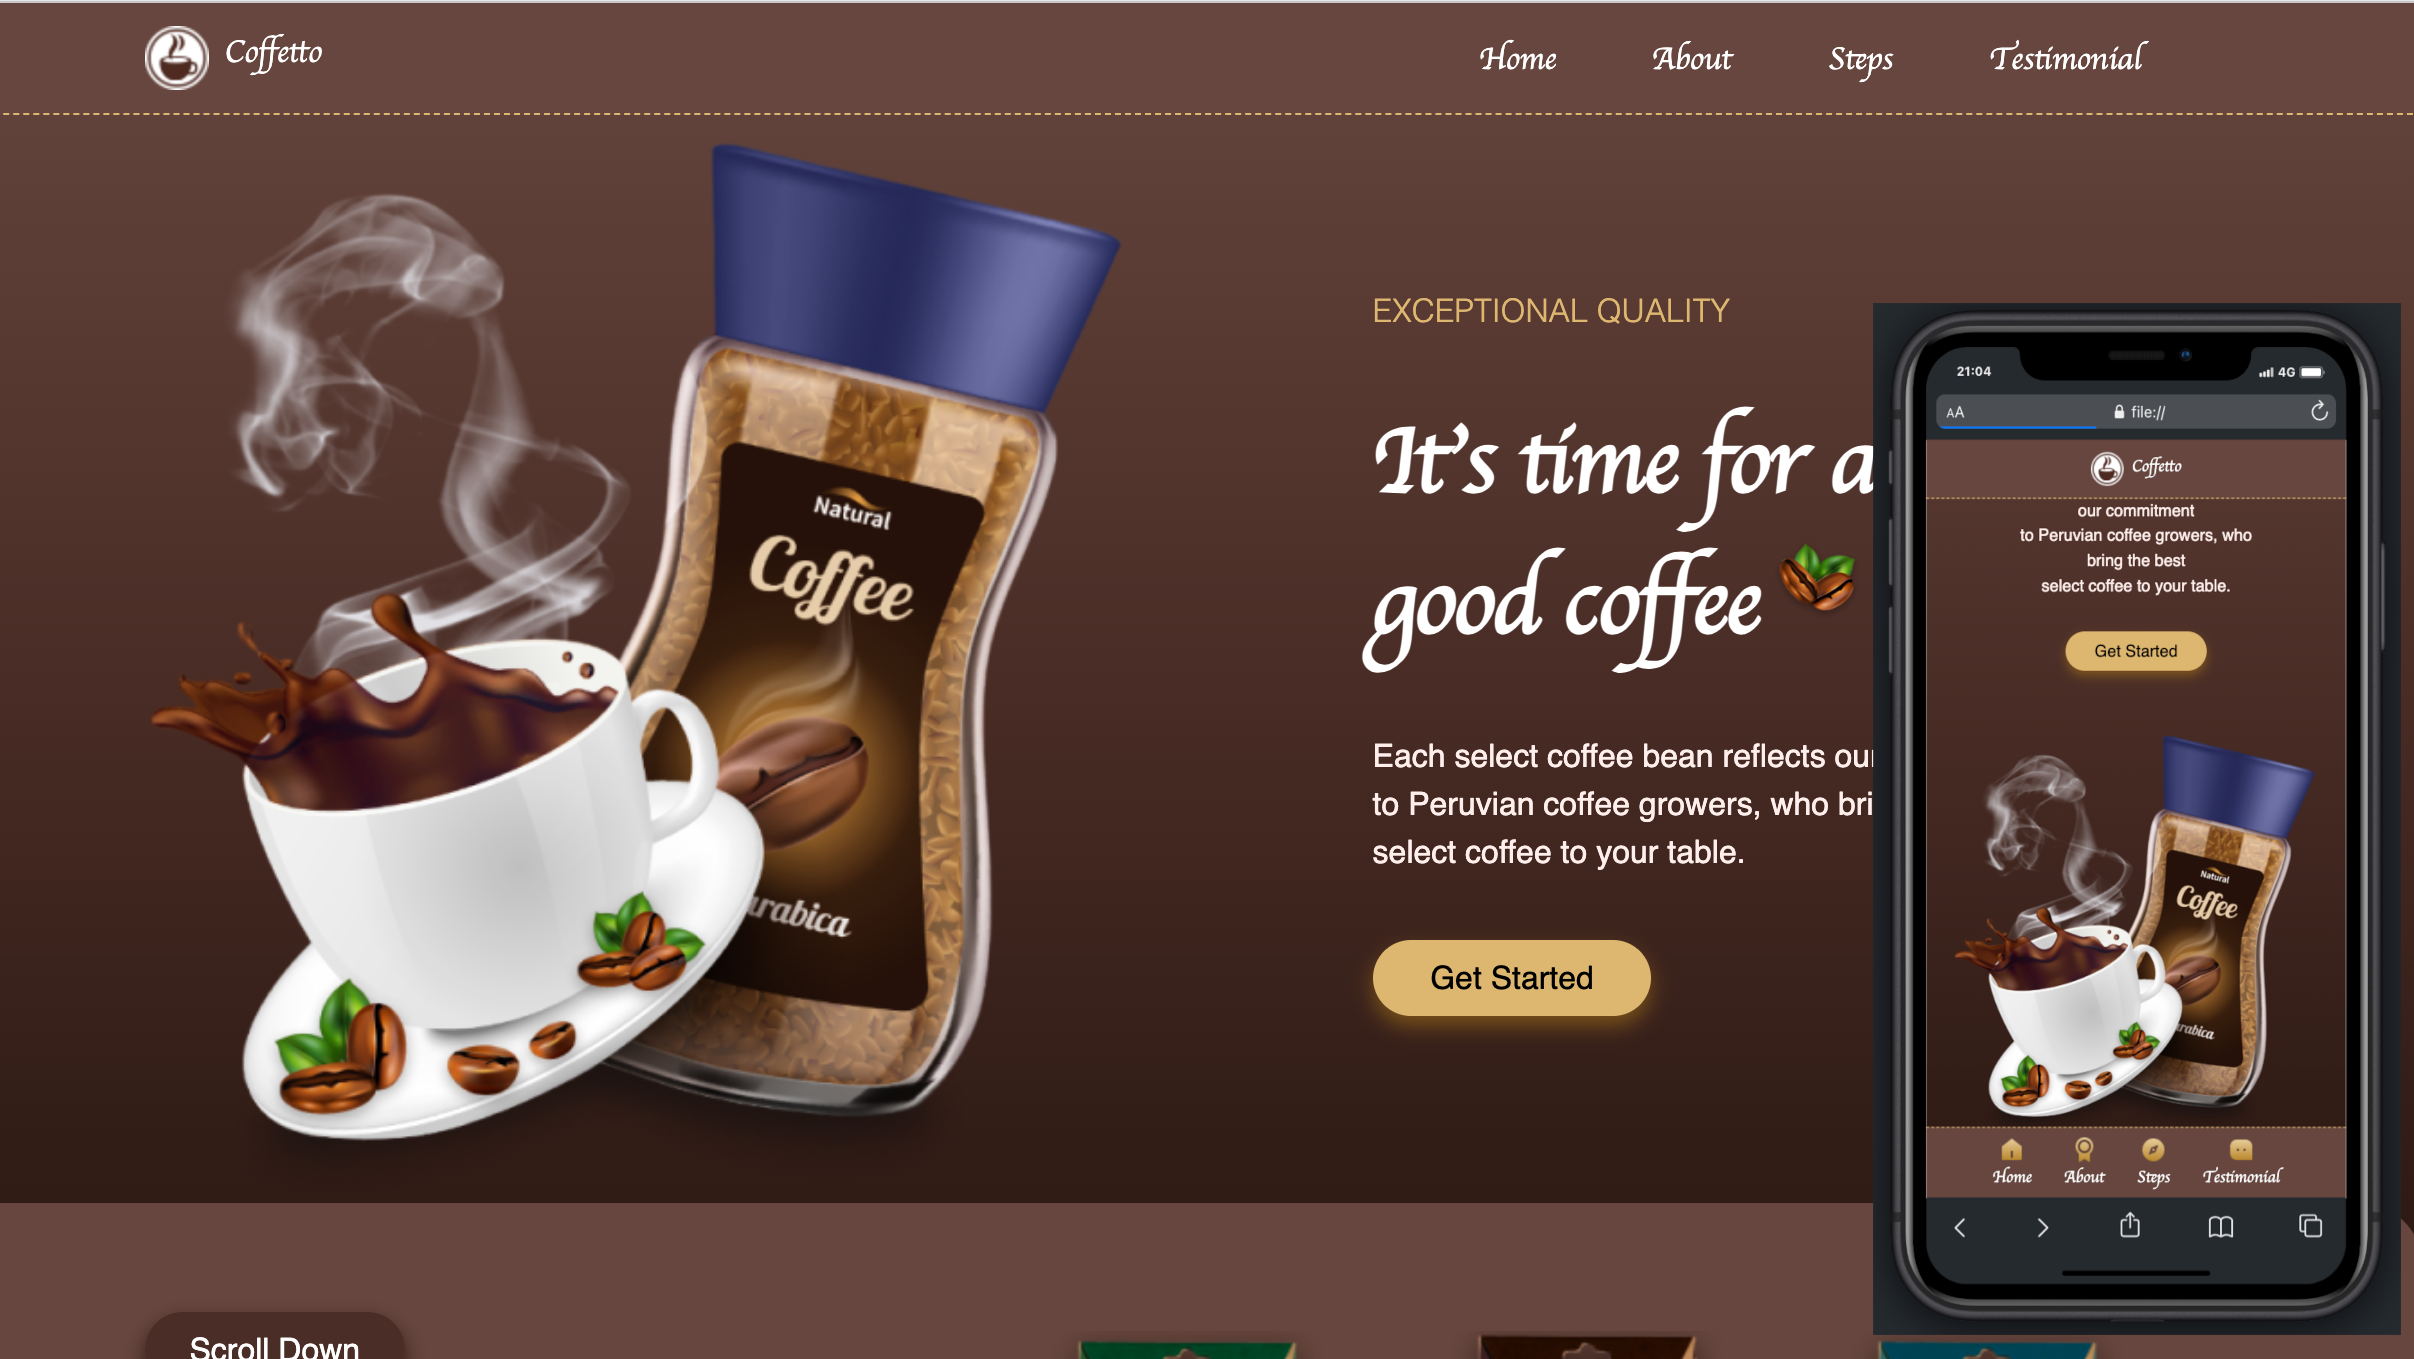 Coffetto
Home About Steps Testimonial
EXCEPTIONAL QUALITY
It's time for a
good coffee
Each select coffee bean reflects our
to Peruvian coffee growers, who bri
select coffee to your table.
Get Started
Natural
Coffee
arabica
Scroll Down
21:04
4G
AA
file://
Coffetto
our commitment
to Peruvian coffee growers, who
bring the best
select coffee to your table.
Get Started
Natural
Coffee
arabica
Home About Steps Testimonial